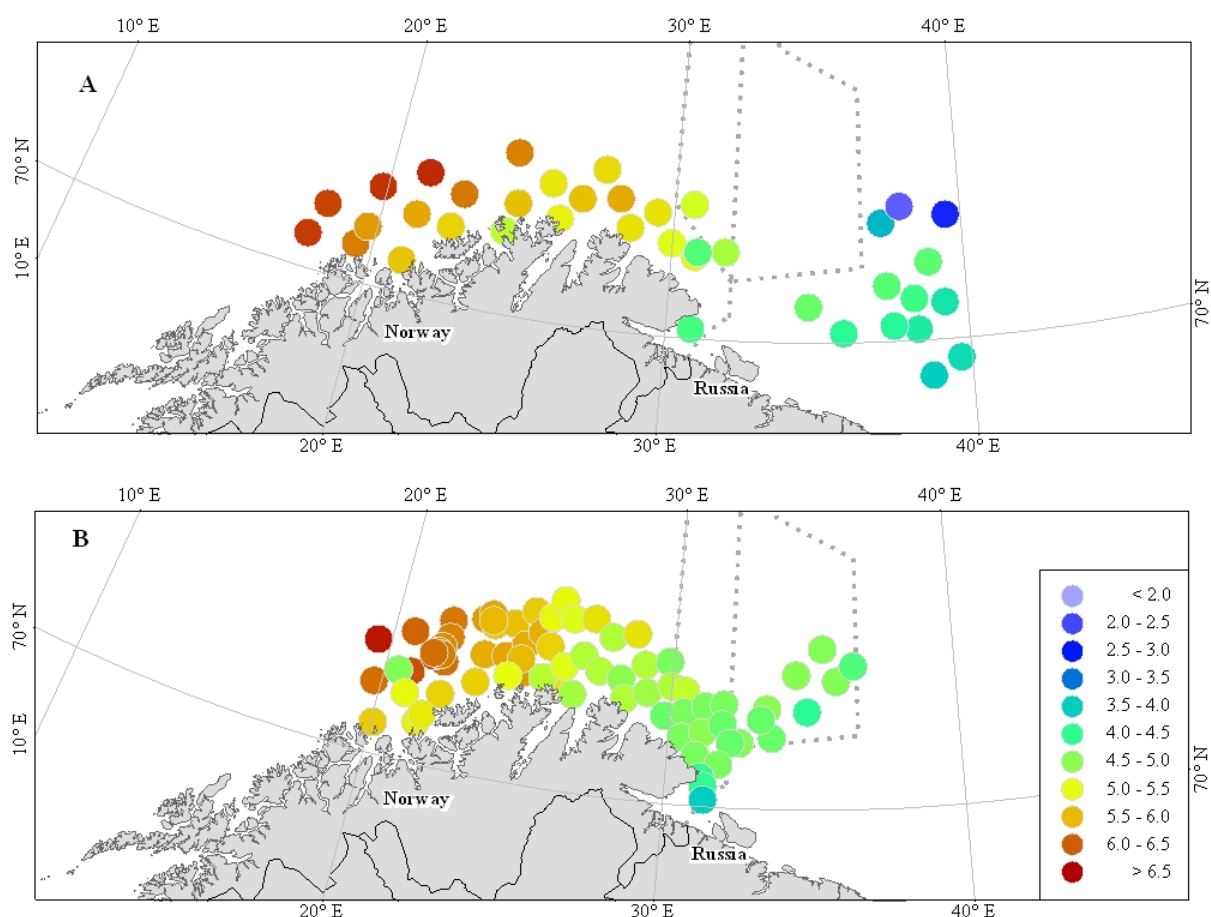 10° E 20° E 30° E 40° E
A
70° N
10° E
Norway
Russia
70° N
20° E 30° E 40° E
10° E 20° E 30° E 40° E
B
70° N
10° E
Norway
Russia
70° N
20° E 30° E 40° E
< 2.0
2.0 - 2.5
2.5 - 3.0
3.0 - 3.5
3.5 - 4.0
4.0 - 4.5
4.5 - 5.0
5.0 - 5.5
5.5 - 6.0
6.0 - 6.5
> 6.5